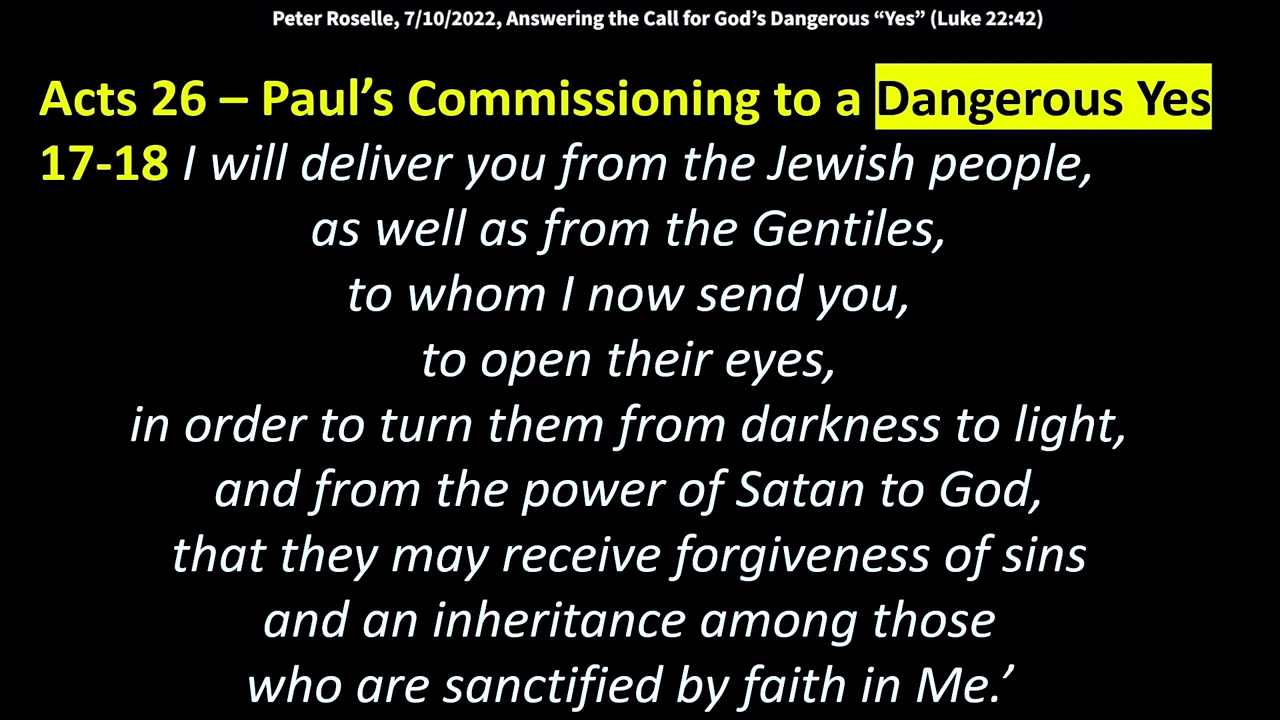 Peter Roselle, 7/10/2022, Answering the Call for God’s Dangerous “Yes” (Luke 22:42)
Acts 26 – Paul’s Commissioning to a Dangerous Yes
17-18 I will deliver you from the Jewish people,
as well as from the Gentiles,
to whom I now send you,
to open their eyes,
in order to turn them from darkness to light,
and from the power of Satan to God,
that they may receive forgiveness of sins
and an inheritance among those
who are sanctified by faith in Me.’